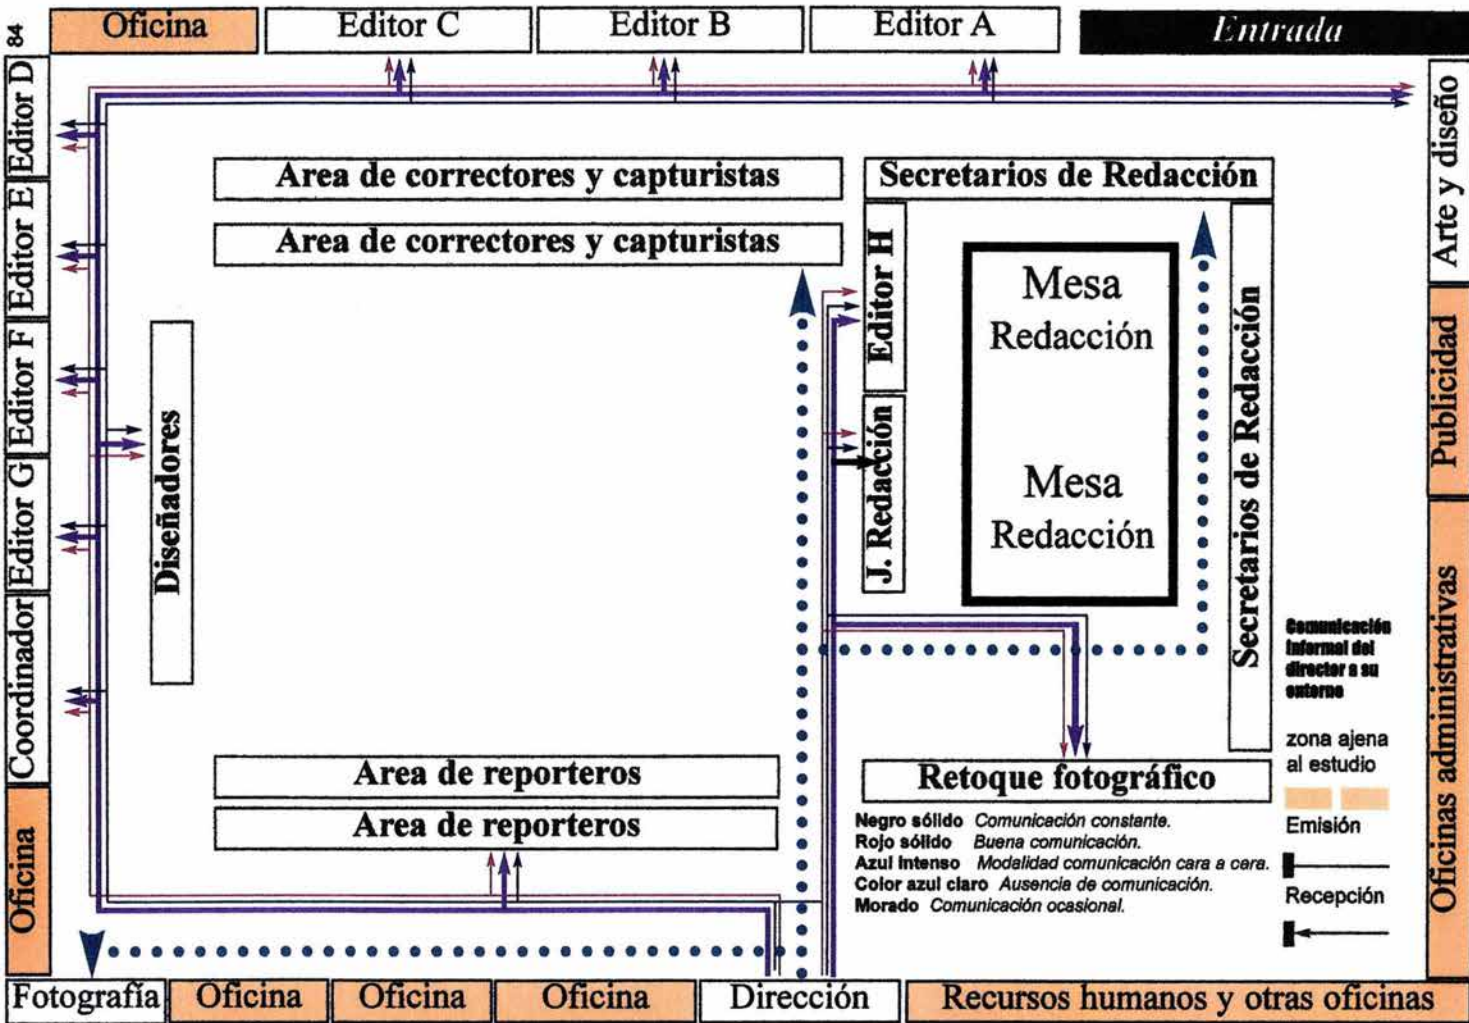 84
Oficina
Editor C
Editor B
Editor A
Entrada
Editor D
Editor E
Editor F
Editor G
Coordinador
Oficina
Area de correctores y capturistas
Area de correctores y capturistas
Diseñadores
Area de reporteros
Area de reporteros
Secretarios de Redacción
Editor H
J. Redacción
Mesa
Redacción
Mesa
Redacción
Secretarios de Redacción
Retoque fotográfico
Arte y diseño
Publicidad
Oficinas administrativas
Negro sólido Comunicación constante.
Rojo sólido Buena comunicación.
Azul Intenso Modalidad comunicación cara a cara.
Color azul claro Ausencia de comunicación.
Morado Comunicación ocasional.
Comunicación
Informal del
director a su
entorno
zona ajena
al estudio
Emisión
Recepción
Fotografía
Oficina
Oficina
Oficina
Dirección
Recursos humanos y otras oficinas